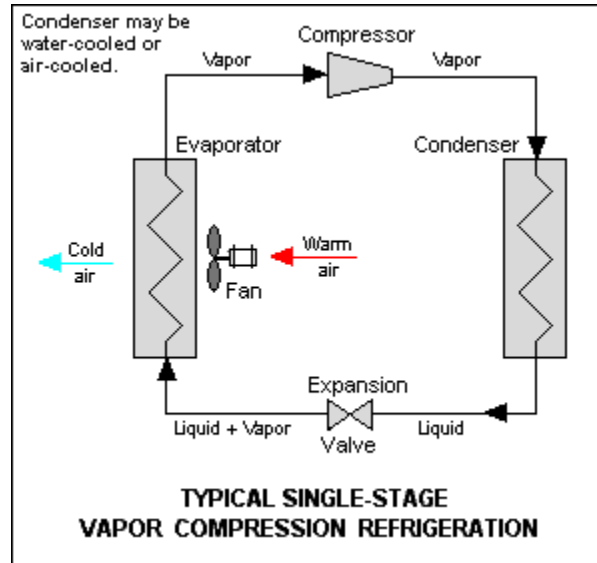 Condenser may be
water-cooled or
air-cooled.
Compressor
Vapor
Vapor
Evaporator
Condenser
Cold
air
Warm
air
Fan
Expansion
Valve
Liquid + Vapor
Liquid
TYPICAL SINGLE-STAGE
VAPOR COMPRESSION REFRIGERATION